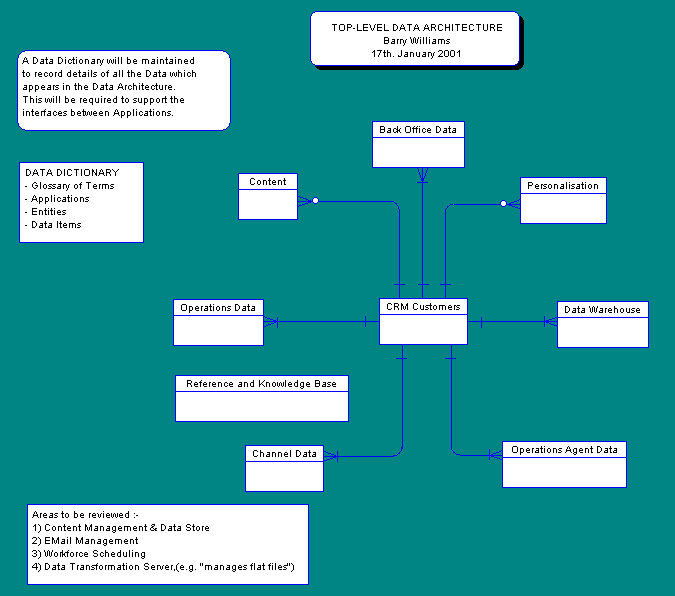 TOP-LEVEL DATA ARCHITECTURE
Barry Williams
17th. January 2001
A Data Dictionary will be maintained
to record details of all the Data which
appears in the Data Architecture.
This will be required to support the
interfaces between Applications.
DATA DICTIONARY
- Glossary of Terms
- Applications
- Entities
- Data Items
Back Office Data
Content
Personalisation
Operations Data
CRM Customers
Data Warehouse
Reference and Knowledge Base
Channel Data
Operations Agent Data
Areas to be reviewed :-
1) Content Management & Data Store
2) EMail Management
3) Workforce Scheduling
4) Data Transformation Server,(e.g. "manages flat files")